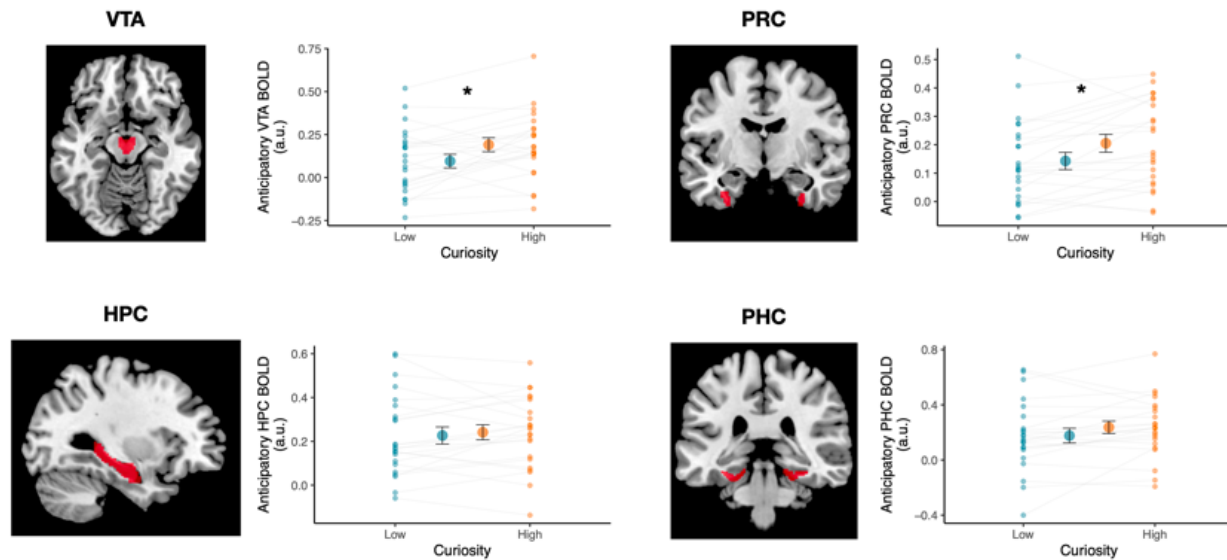 VTA
Anticipatory VTA BOLD
(a.u.)
0.75
0.50
0.25
0.00
−0.25
*
Low
High
Curiosity
PRC
Anticipatory PRC BOLD
(a.u.)
0.5
0.4
0.3
0.2
0.1
0.0
*
Low
High
Curiosity
HPC
Anticipatory HPC BOLD
(a.u.)
0.6
0.4
0.2
0.0
Low
High
Curiosity
PHC
Anticipatory PHC BOLD
(a.u.)
0.8
0.4
0.0
−0.4
Low
High
Curiosity